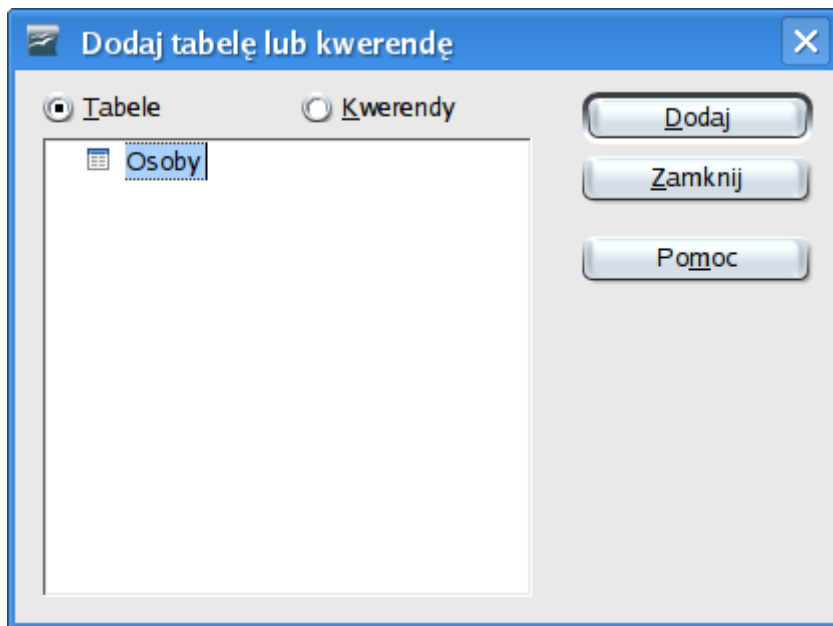 Dodaj tabelę lub kwerendę
Tabele
Kwerendy
Osoby
Dodaj
Zamknij
Pomoc